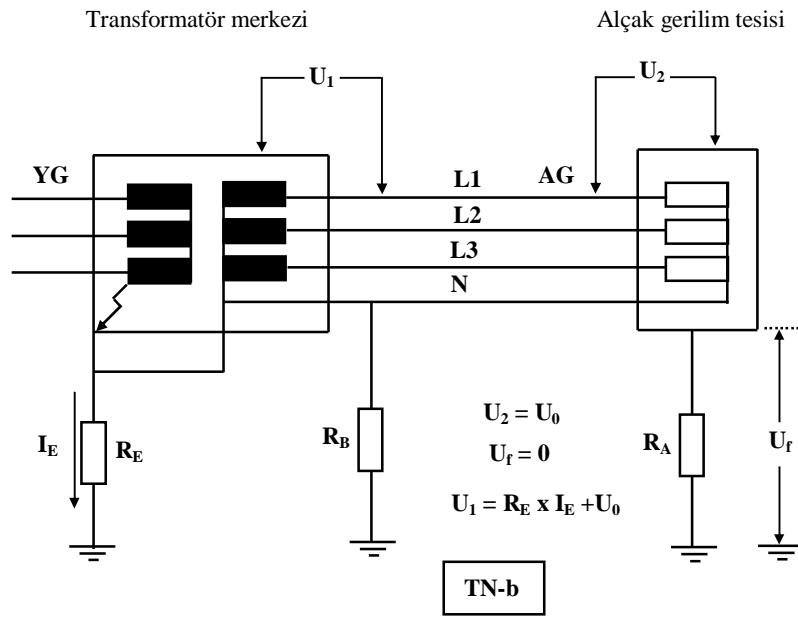 Transformatör merkezi
Alçak gerilim tesisi
U1
U2
YG
L1
AG
L2
L3
N
U2 = U0
IE
RE
RB
RA
Uf
Uf = 0
U1 = RE x IE +U0
TN-b